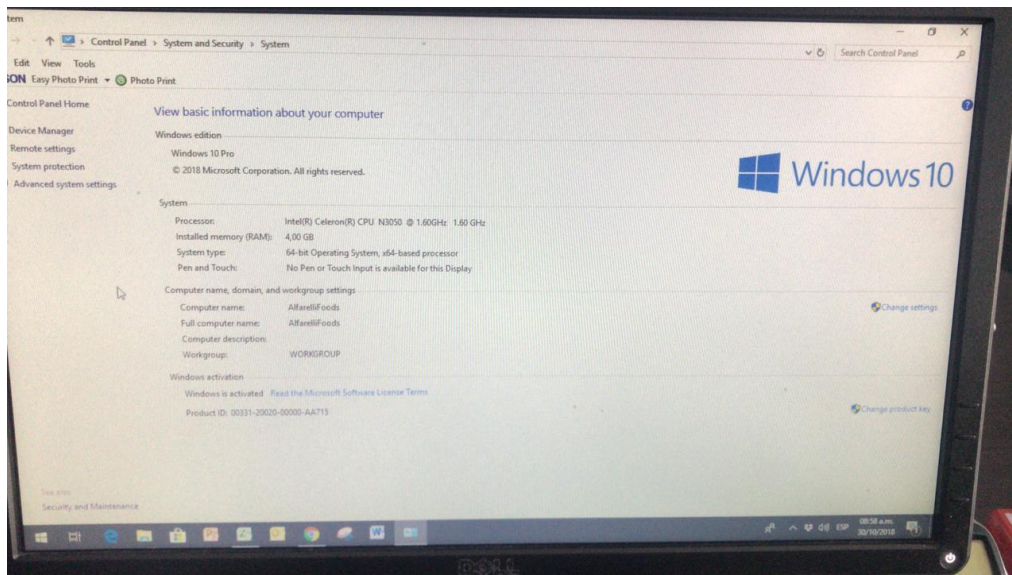 tem
Control Panel > System and Security > System
Search Control Panel
Edit View Tools
SON Easy Photo Print Photo Print
Control Panel Home
Device Manager
Remote settings
System protection
Advanced system settings
View basic information about your computer
Windows edition
Windows 10 Pro
© 2018 Microsoft Corporation. All rights reserved.
Windows 10
System
Processor: Intel(R) Celeron(R) CPU N3050 @ 1.60GHz 1.60 GHz
Installed memory (RAM): 4,00 GB
System type: 64-bit Operating System, x64-based processor
Pen and Touch: No Pen or Touch Input is available for this Display
Computer name, domain, and workgroup settings
Computer name: AlfarelliFoods
Change settings
Full computer name: AlfarelliFoods
Computer description:
Workgroup: WORKGROUP
Windows activation
Windows is activated Read the Microsoft Software License Terms
Product ID: 00331-20020-00000-AA715
Change product key
See also
Security and Maintenance
ESP
08:58 a.m.
30/10/2018
DELL